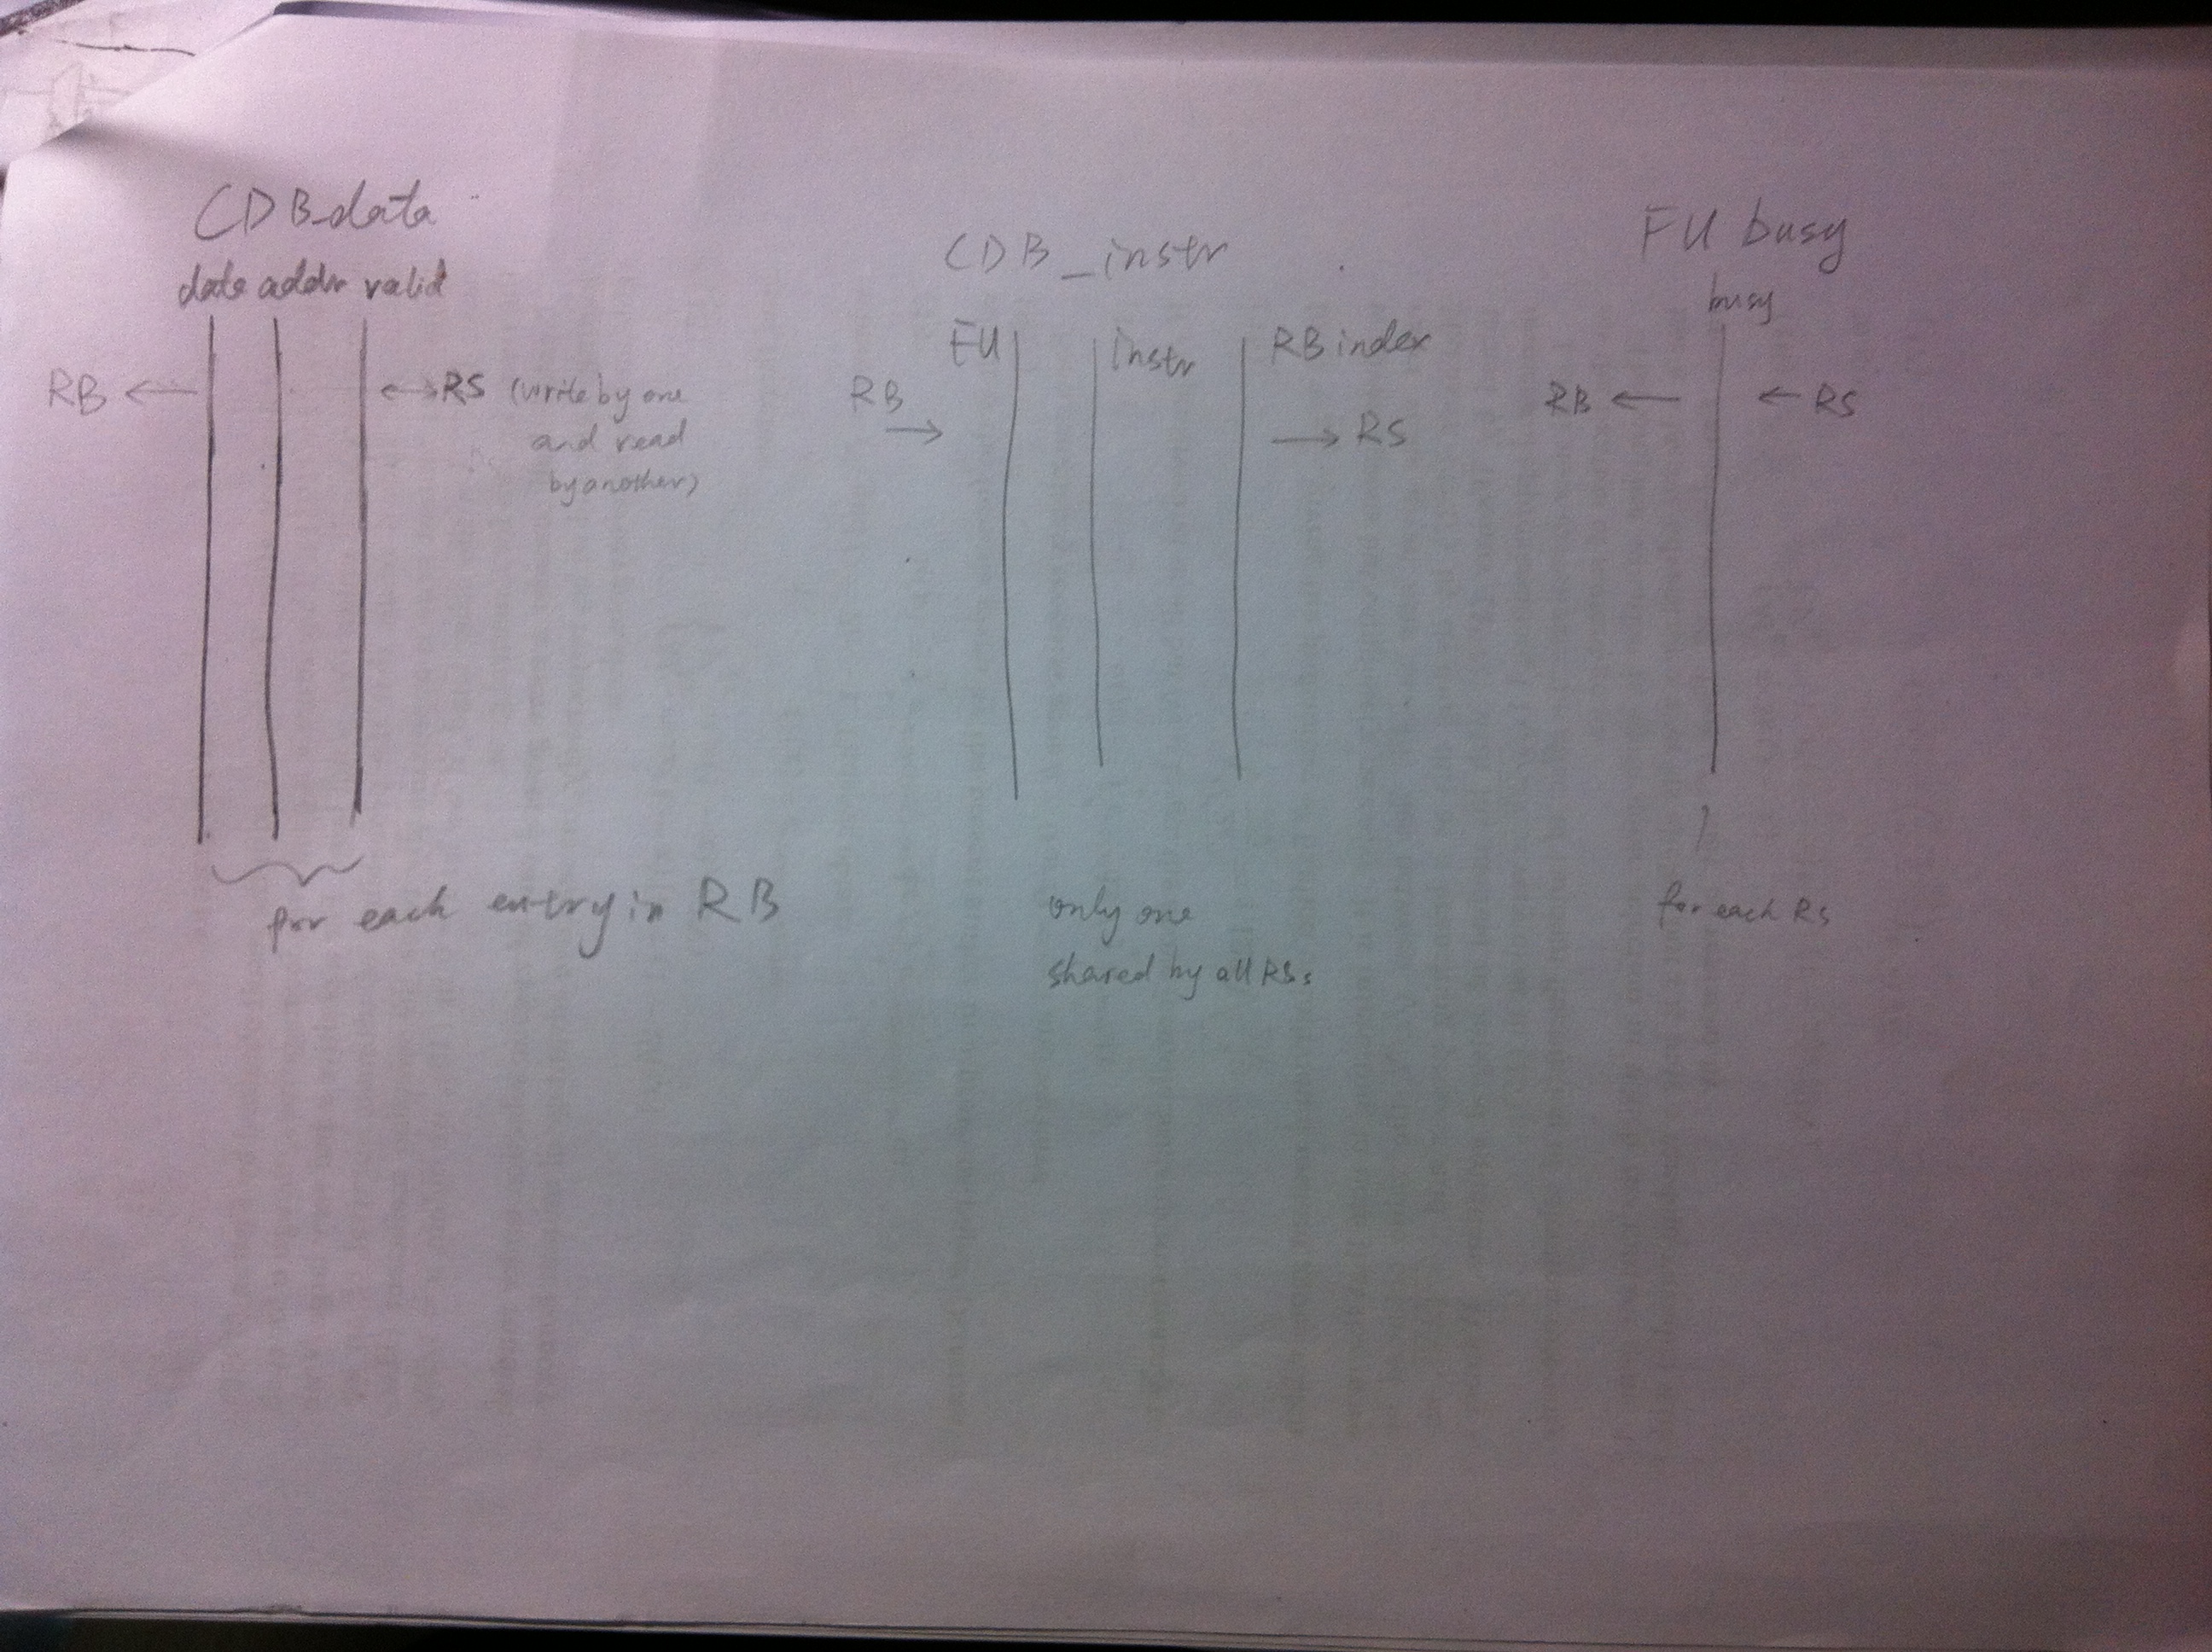 CDB_data
data addr valid
RB ← ↔ RS (write by one
and read
by another)
for each entry in RB
CDB_instr
FU instr RB index
RB → → RS
only one
shared by all RSs
FU busy
busy
RB ← ← RS
for each RS